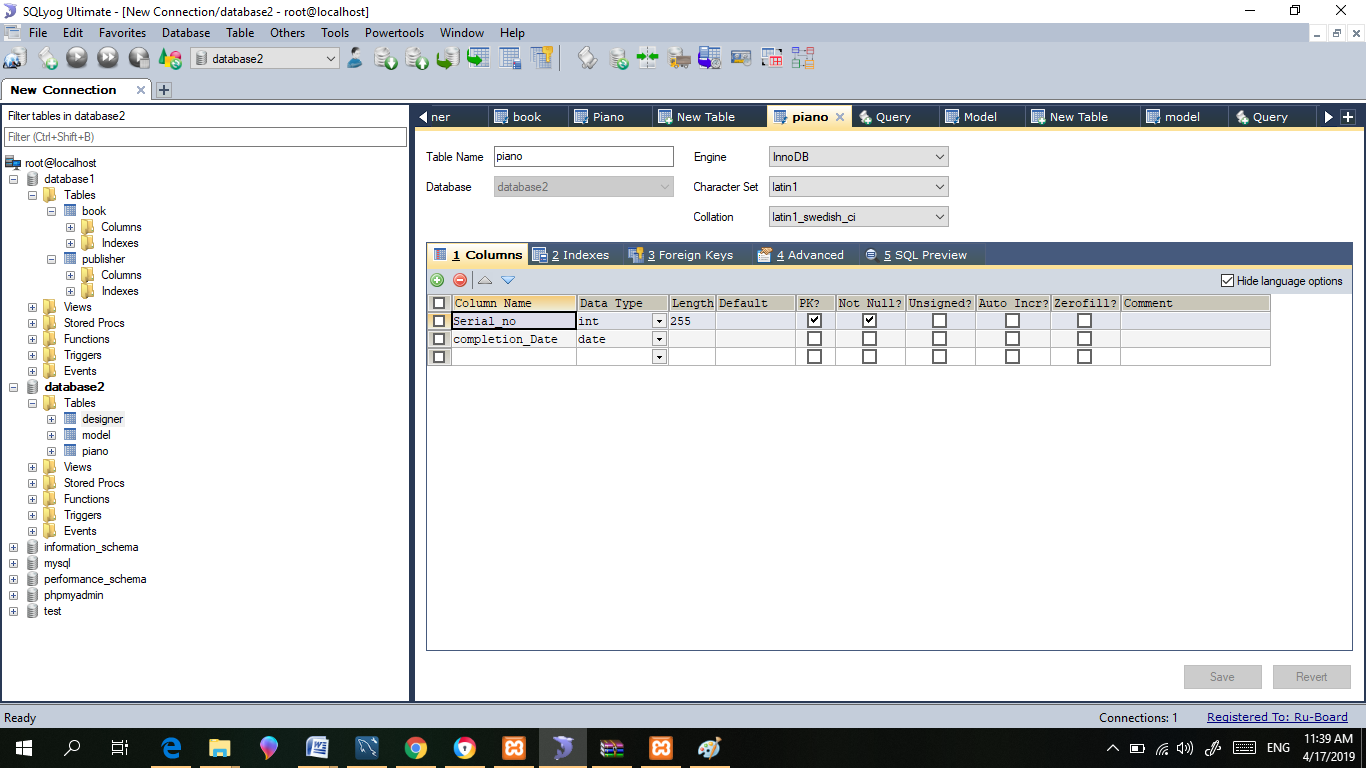 SQLyog Ultimate - [New Connection/database2 - root@localhost]
File Edit Favorites Database Table Others Tools Powertools Window Help
database2
New Connection
Filter tables in database2
Filter (Ctrl+Shift+B)
root@localhost
database1
Tables
book
Columns
Indexes
publisher
Columns
Indexes
Views
Stored Procs
Functions
Triggers
Events
database2
Tables
designer
model
piano
Views
Stored Procs
Functions
Triggers
Events
information_schema
mysql
performance_schema
phpmyadmin
test
ner book Piano New Table piano Query Model New Table model Query
Table Name piano Engine InnoDB
Database database2 Character Set latin1
Collation latin1_swedish_ci
1 Columns 2 Indexes 3 Foreign Keys 4 Advanced 5 SQL Preview
Hide language options
Column Name Data Type Length Default PK? Not Null? Unsigned? Auto Incr? Zerofill? Comment
Serial_no int 255
completion_Date date
Save Revert
Ready Connections: 1 Registered To: Ru-Board
ENG 11:39 AM
4/17/2019